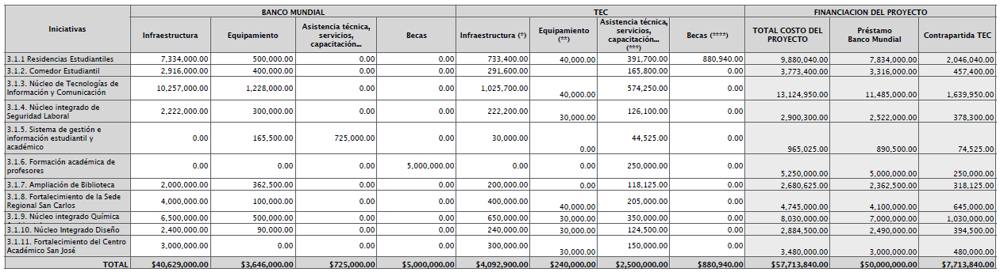 BANCO MUNDIAL TEC FINANCIACION DEL PROYECTO
Iniciativas Infraestructura Equipamiento Asistencia técnica, servicios, capacitación... Becas Infraestructura (*) Equipamiento (**) Asistencia técnica, servicios, capacitación... (***) Becas (****) TOTAL COSTO DEL PROYECTO Préstamo Banco Mundial Contrapartida TEC
3.1.1 Residencias Estudiantiles 7,334,000.00 500,000.00 0.00 0.00 733,400.00 40,000.00 391,700.00 880,940.00 9,880,040.00 7,834,000.00 2,046,040.00
3.1.2. Comedor Estudiantil 2,916,000.00 400,000.00 0.00 0.00 291,600.00 165,800.00 0.00 3,773,400.00 3,316,000.00 457,400.00
3.1.3. Núcleo de Tecnologías de Información y Comunicación 10,257,000.00 1,228,000.00 0.00 0.00 1,025,700.00 40,000.00 574,250.00 0.00 13,124,950.00 11,485,000.00 1,639,950.00
3.1.4. Núcleo integrado de Seguridad Laboral 2,222,000.00 300,000.00 0.00 0.00 222,200.00 30,000.00 126,100.00 0.00 2,900,300.00 2,522,000.00 378,300.00
3.1.5. Sistema de gestión e información estudiantil y académico 0.00 165,500.00 725,000.00 0.00 30,000.00 0.00 44,525.00 0.00 965,025.00 890,500.00 74,525.00
3.1.6. Formación académica de profesores 0.00 0.00 0.00 5,000,000.00 0.00 0.00 250,000.00 0.00 5,250,000.00 5,000,000.00 250,000.00
3.1.7. Ampliación de Biblioteca 2,000,000.00 362,500.00 0.00 0.00 200,000.00 0.00 118,125.00 0.00 2,680,625.00 2,362,500.00 318,125.00
3.1.8. Fortalecimiento de la Sede Regional San Carlos 4,000,000.00 100,000.00 0.00 0.00 400,000.00 40,000.00 205,000.00 0.00 4,745,000.00 4,100,000.00 645,000.00
3.1.9. Núcleo integrado Química 6,500,000.00 500,000.00 0.00 0.00 650,000.00 30,000.00 350,000.00 0.00 8,030,000.00 7,000,000.00 1,030,000.00
3.1.10. Núcleo Integrado Diseño 2,400,000.00 90,000.00 0.00 0.00 240,000.00 30,000.00 124,500.00 0.00 2,884,500.00 2,490,000.00 394,500.00
3.1.11. Fortalecimiento del Centro Académico San José 3,000,000.00 0.00 0.00 0.00 300,000.00 30,000.00 150,000.00 0.00 3,480,000.00 3,000,000.00 480,000.00
TOTAL $40,629,000.00 $3,646,000.00 $725,000.00 $5,000,000.00 $4,092,900.00 $240,000.00 $2,500,000.00 $880,940.00 $57,713,840.00 $50,000,000.00 $7,713,840.00